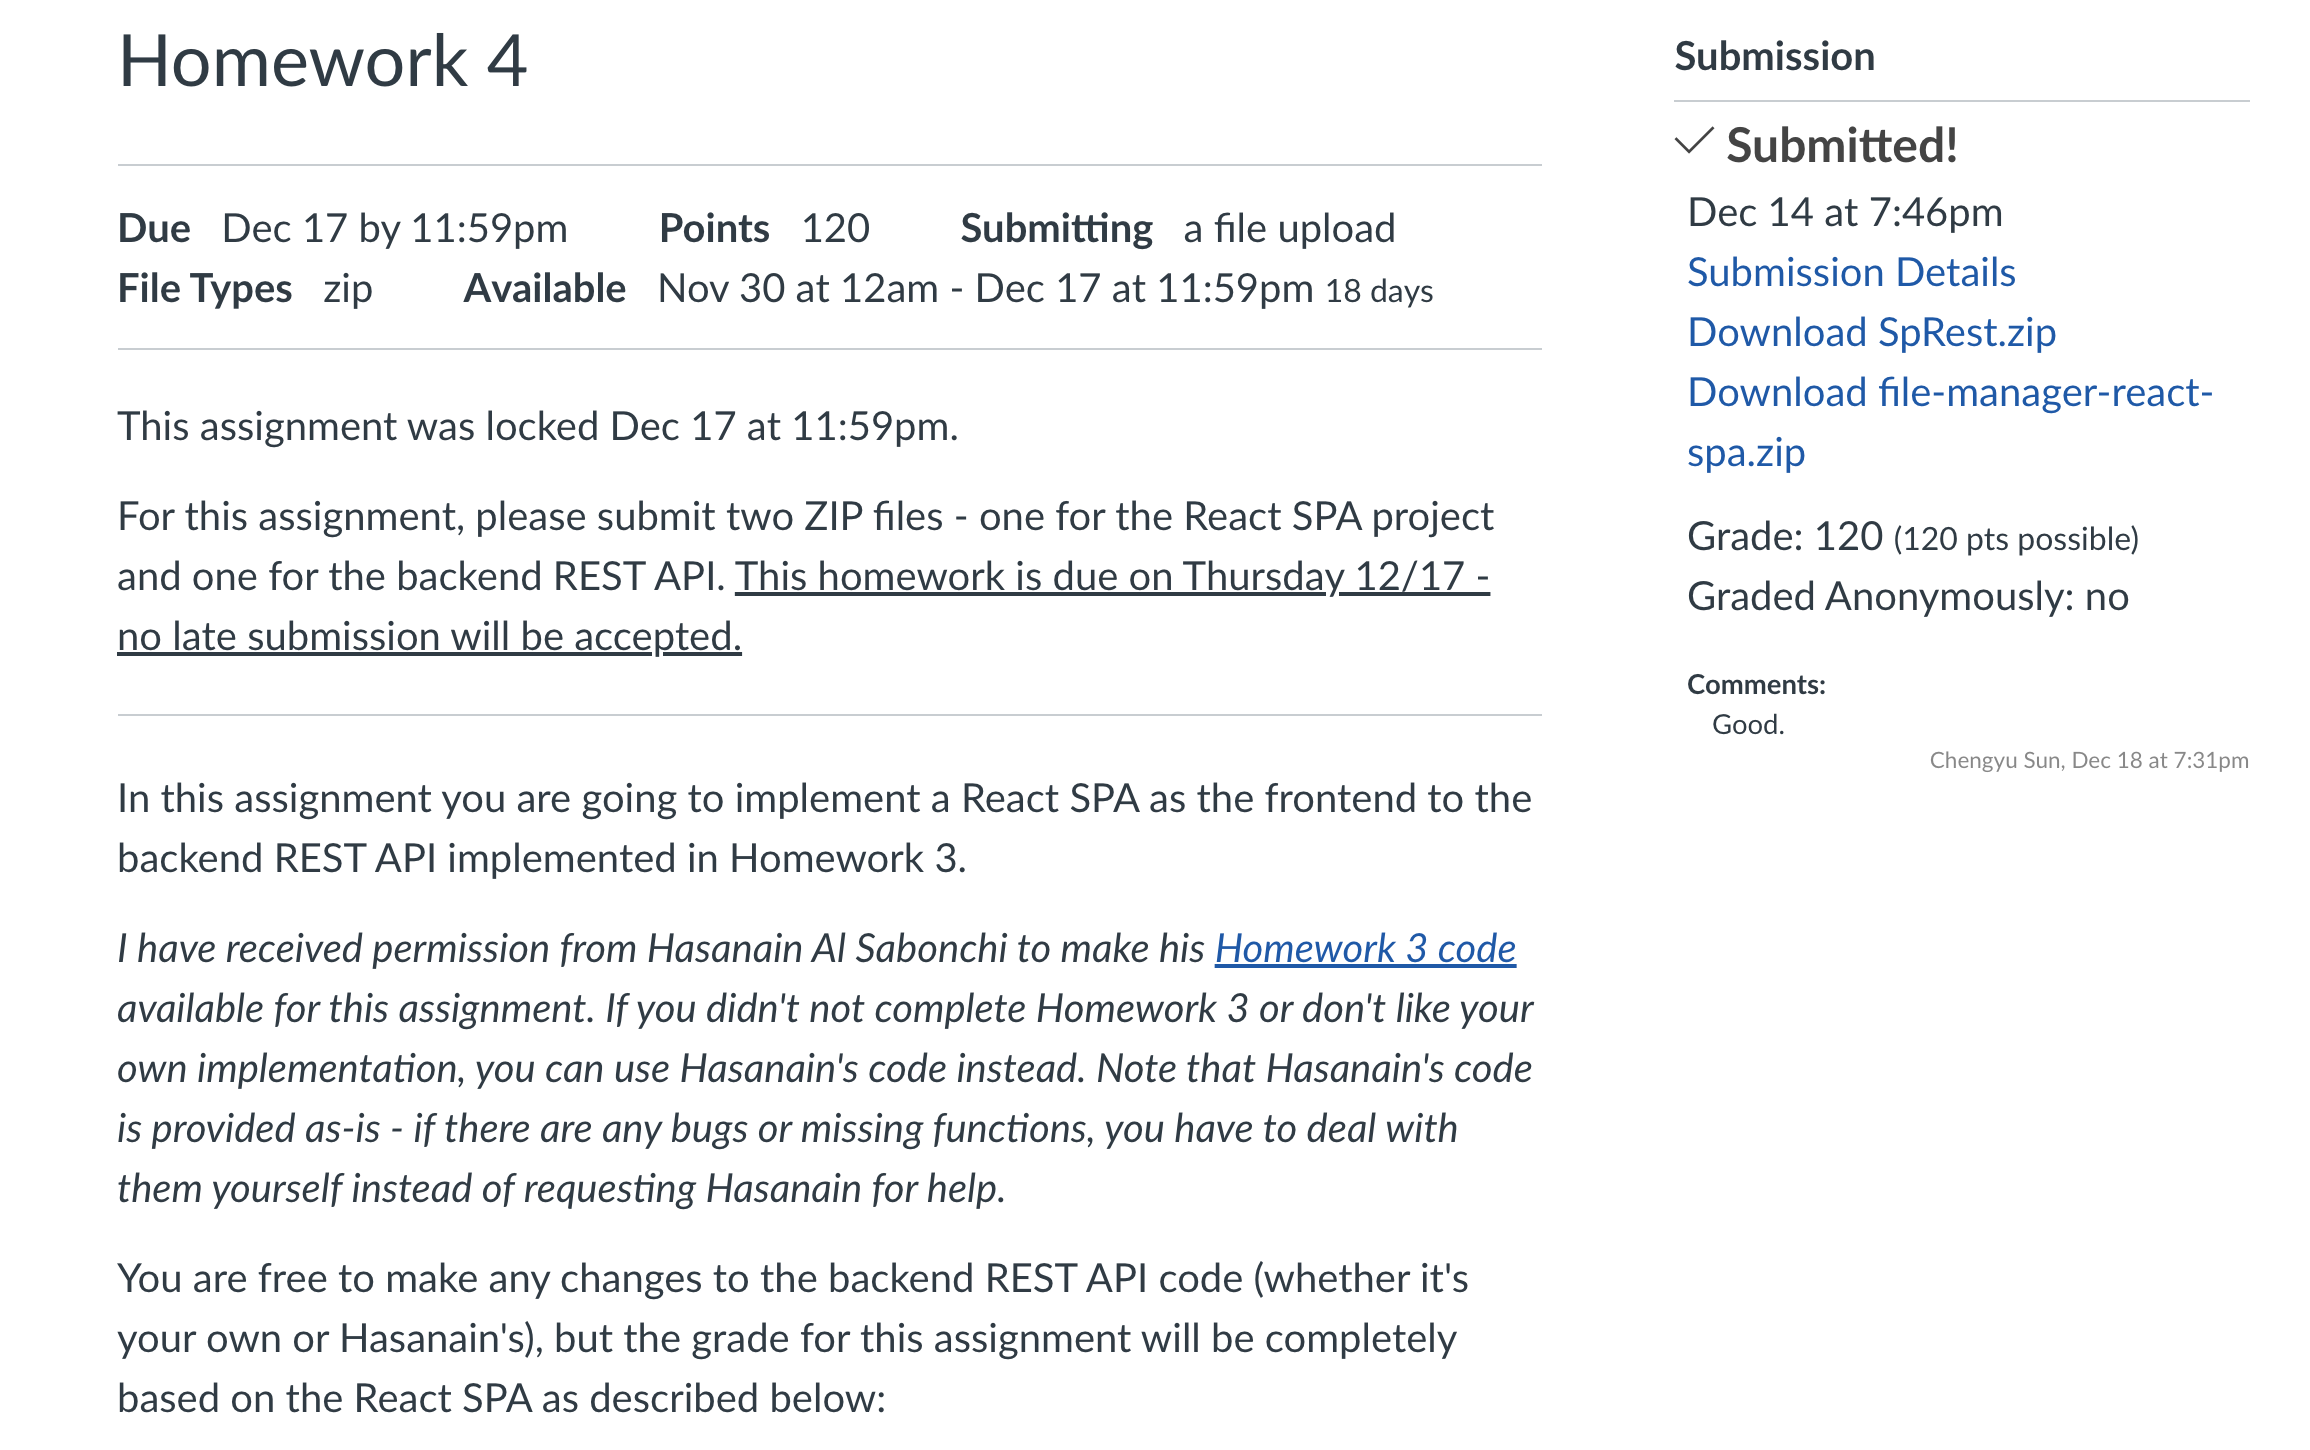 Homework 4
Due Dec 17 by 11:59pm Points 120 Submitting a file upload
File Types zip Available Nov 30 at 12am - Dec 17 at 11:59pm 18 days
This assignment was locked Dec 17 at 11:59pm.
For this assignment, please submit two ZIP files - one for the React SPA project
and one for the backend REST API. This homework is due on Thursday 12/17 -
no late submission will be accepted.
In this assignment you are going to implement a React SPA as the frontend to the
backend REST API implemented in Homework 3.
I have received permission from Hasanain Al Sabonchi to make his Homework 3 code
available for this assignment. If you didn't not complete Homework 3 or don't like your
own implementation, you can use Hasanain's code instead. Note that Hasanain's code
is provided as-is - if there are any bugs or missing functions, you have to deal with
them yourself instead of requesting Hasanain for help.
You are free to make any changes to the backend REST API code (whether it's
your own or Hasanain's), but the grade for this assignment will be completely
based on the React SPA as described below:
Submission
Submitted!
Dec 14 at 7:46pm
Submission Details
Download SpRest.zip
Download file-manager-react-
spa.zip
Grade: 120 (120 pts possible)
Graded Anonymously: no
Comments:
Good.
Chengyu Sun, Dec 18 at 7:31pm